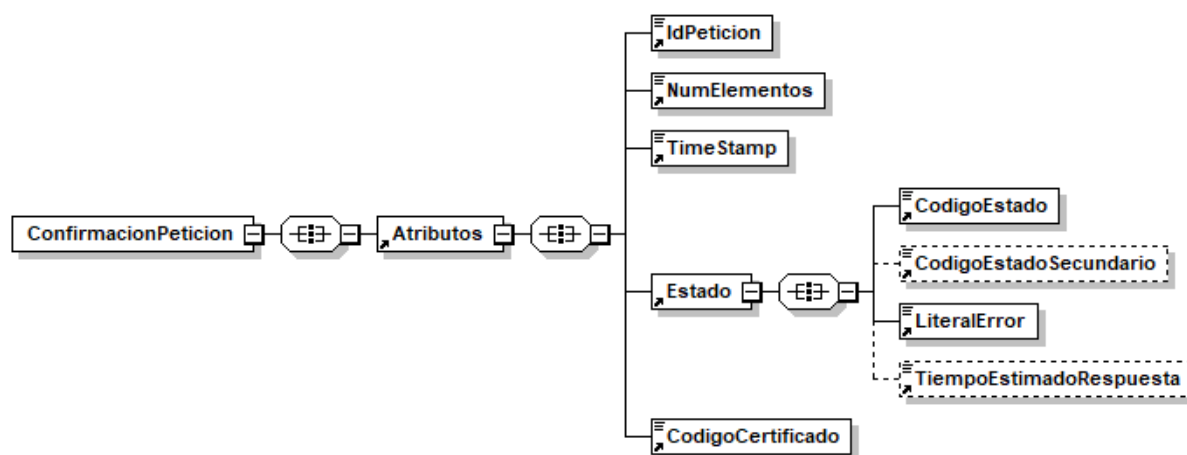 IdPeticion
NumElementos
TimeStamp
ConfirmacionPeticion
Atributos
Estado
CodigoEstado
CodigoEstadoSecundario
LiteralError
TiempoEstimadoRespuesta
CodigoCertificado